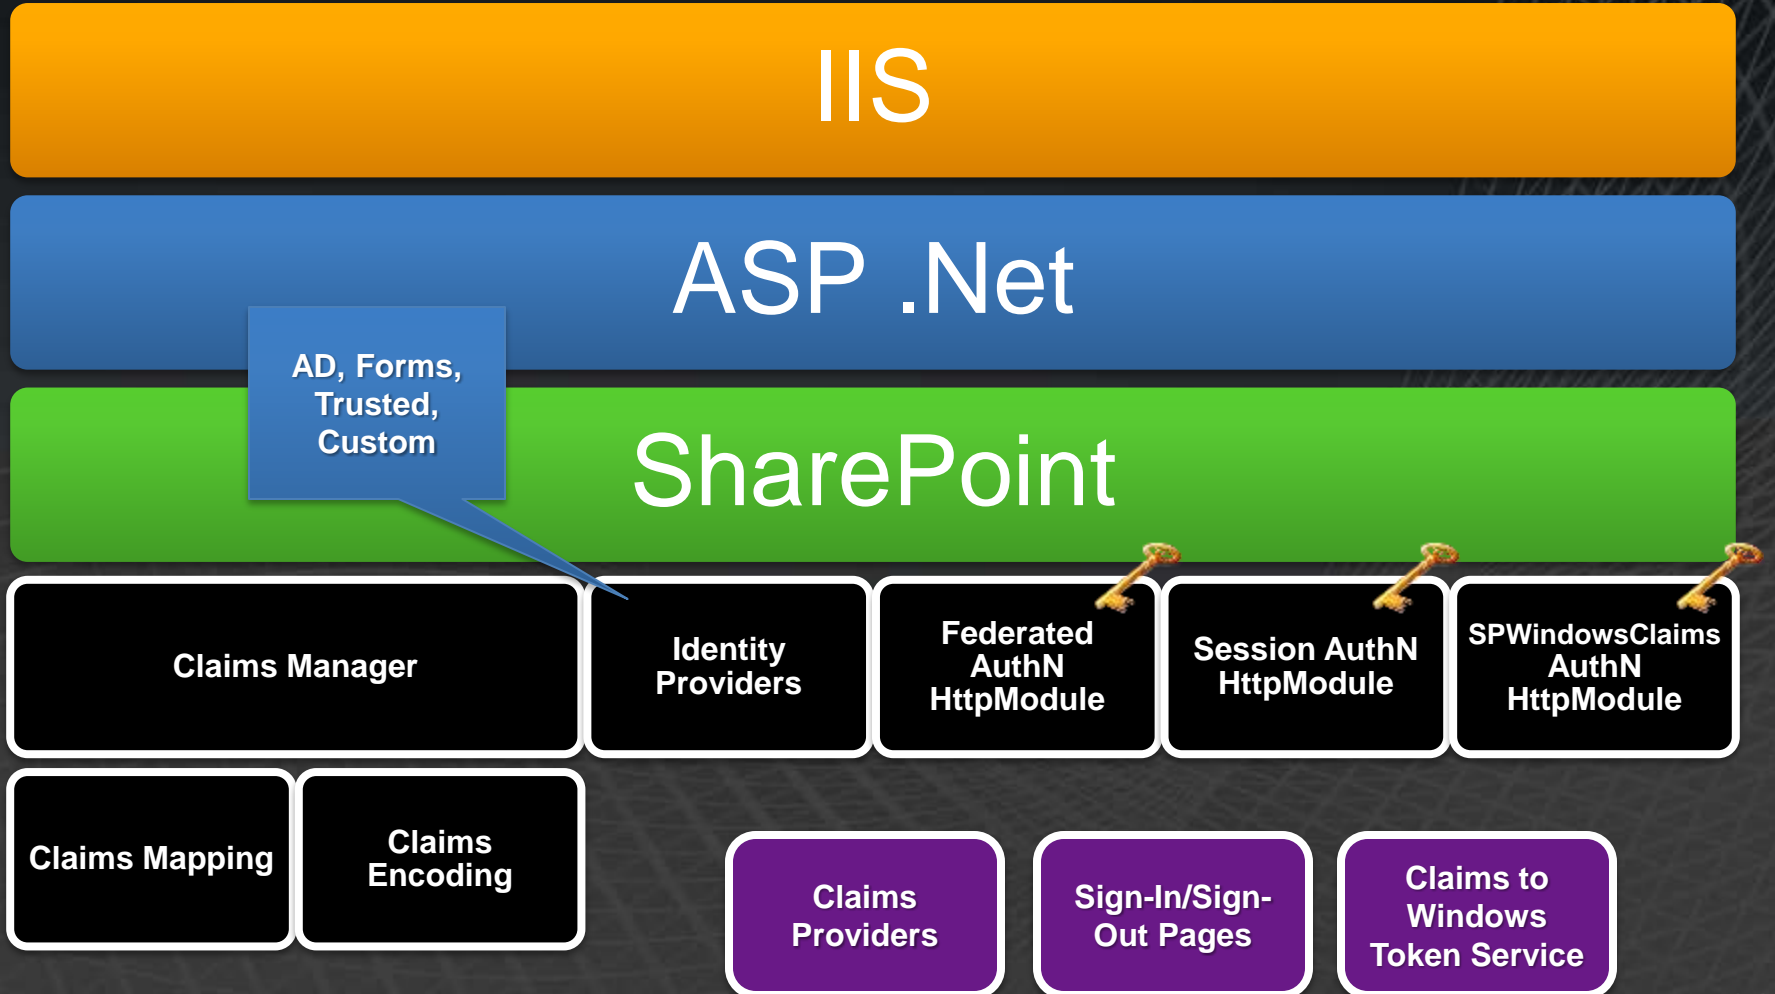 IIS
ASP .Net
AD, Forms,
Trusted,
Custom
SharePoint
Claims Manager
Identity
Providers
Federated
AuthN
HttpModule
Session AuthN
HttpModule
SPWindowsClaims
AuthN
HttpModule
Claims Mapping
Claims
Encoding
Claims
Providers
Sign-In/Sign-
Out Pages
Claims to
Windows
Token Service